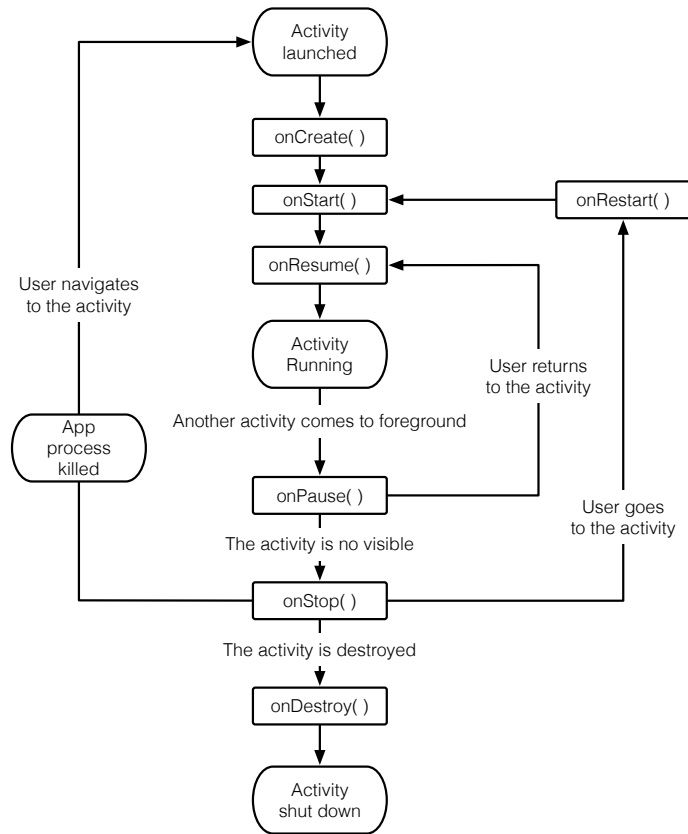 Activity
launched
onCreate( )
onStart( )
onRestart( )
onResume( )
User navigates
to the activity
Activity
Running
User returns
to the activity
Another activity comes to foreground
App
process
killed
onPause( )
User goes
to the activity
The activity is no visible
onStop( )
The activity is destroyed
onDestroy( )
Activity
shut down